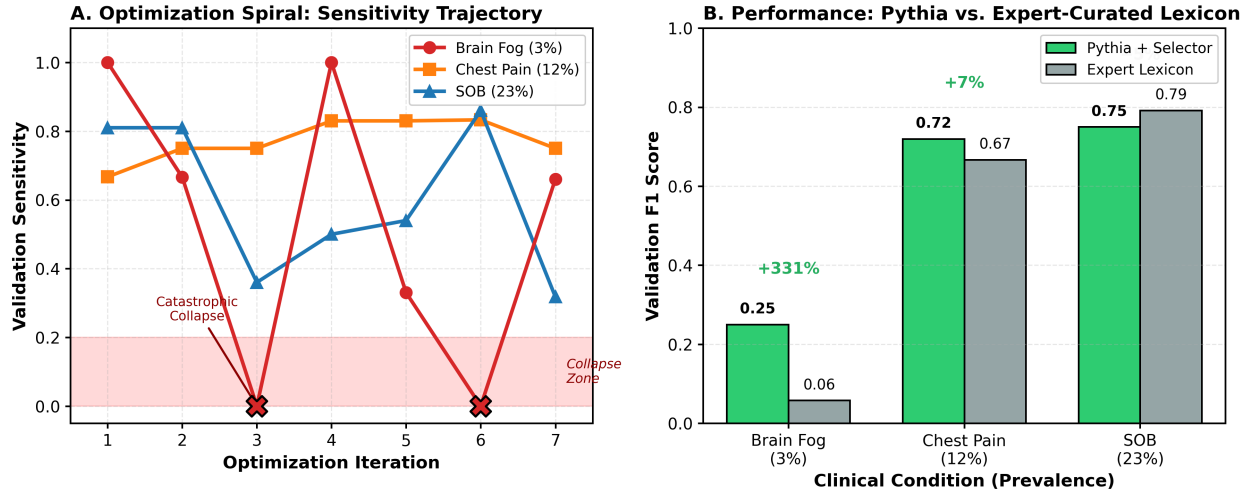 A. Optimization Spiral: Sensitivity Trajectory
Brain Fog (3%)
Chest Pain (12%)
SOB (23%)
Validation Sensitivity
1.0
0.8
0.6
0.4
0.2
0.0
Catastrophic
Collapse
Collapse
Zone
1 2 3 4 5 6 7
Optimization Iteration
B. Performance: Pythia vs. Expert-Curated Lexicon
Pythia + Selector
Expert Lexicon
Validation F1 Score
1.0
0.8
0.6
0.4
0.2
0.0
+331%
0.25
0.06
+7%
0.72
0.67
0.75
0.79
Brain Fog
(3%)
Chest Pain
(12%)
SOB
(23%)
Clinical Condition (Prevalence)